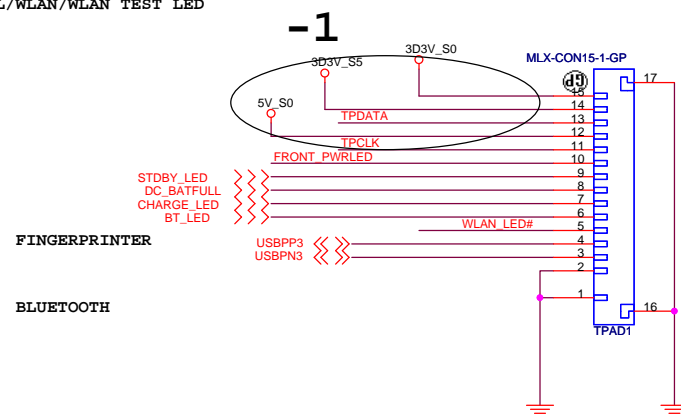 L/WLAN/WLAN TEST LED
-1
3D3V_S0
3D3V_S5
MLX-CON15-1-GP
GP
17
15
5V_S0
14
TPDATA
13
12
TPCLK
11
FRONT_PWRLED
10
STDBY_LED
9
DC_BATFULL
8
CHARGE_LED
7
BT_LED
6
WLAN_LED#
5
FINGERPRINTER
USBPP3
4
USBPN3
3
2
BLUETOOTH
1
16
TPAD1